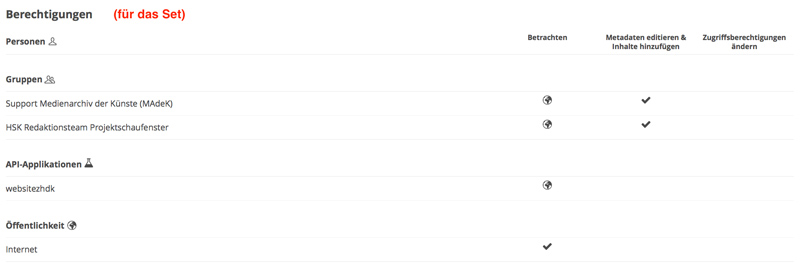 Berechtigungen (für das Set)
Personen Betrachten Metadaten editieren & Inhalte hinzufügen Zugriffsberechtigungen ändern
Gruppen
Support Medienarchiv der Künste (MAdeK)
HSK Redaktionsteam Projektschaufenster
API-Applikationen
websitezhdk
Öffentlichkeit
Internet